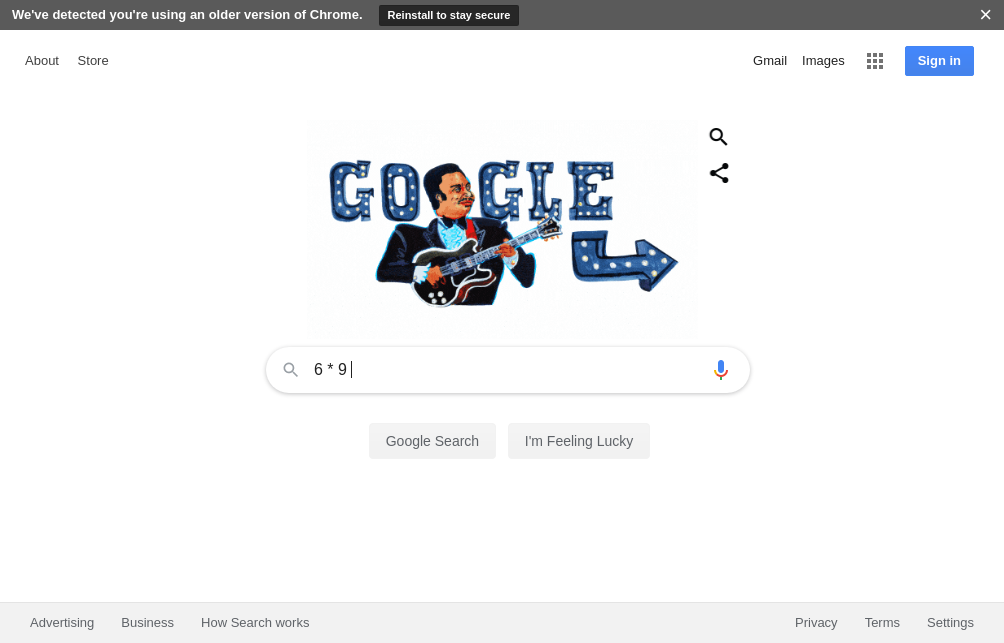 We've detected you're using an older version of Chrome. Reinstall to stay secure
About Store Gmail Images Sign in
GOOGLE
6 * 9
Google Search I'm Feeling Lucky
Advertising Business How Search works Privacy Terms Settings